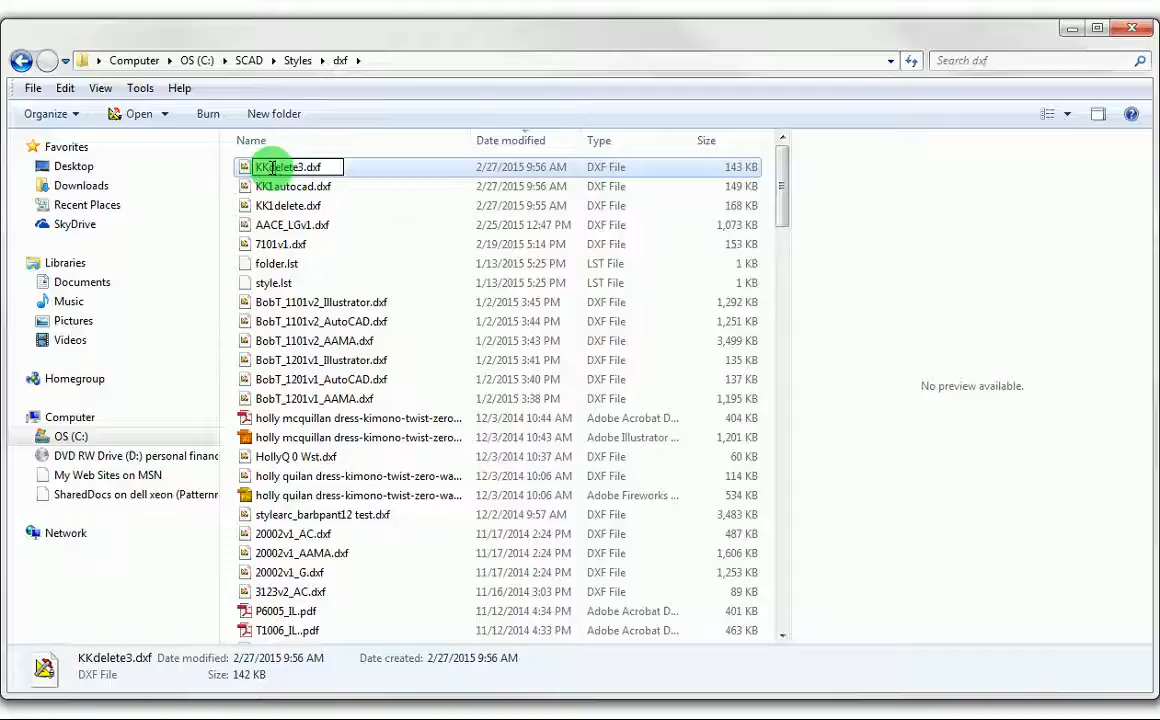 Computer OS (C:) SCAD Styles dxf
Search dxf
File Edit View Tools Help
Organize Open Burn New folder
Favorites
Desktop
Downloads
Recent Places
SkyDrive
Libraries
Documents
Music
Pictures
Videos
Homegroup
Computer
OS (C:)
DVD RW Drive (D:) personal financ
My Web Sites on MSN
SharedDocs on dell xeon (Patternr
Network
Name Date modified Type Size
KKdelete3.dxf 2/27/2015 9:56 AM DXF File 143 KB
KK1autocad.dxf 2/27/2015 9:56 AM DXF File 149 KB
KK1delete.dxf 2/27/2015 9:55 AM DXF File 168 KB
AACE_LGv1.dxf 2/25/2015 12:47 PM DXF File 1,073 KB
7101v1.dxf 2/19/2015 5:14 PM DXF File 153 KB
folder.lst 1/13/2015 5:25 PM LST File 1 KB
style.lst 1/13/2015 5:25 PM LST File 1 KB
BobT_1101v2_Illustrator.dxf 1/2/2015 3:45 PM DXF File 1,292 KB
BobT_1101v2_AutoCAD.dxf 1/2/2015 3:44 PM DXF File 1,251 KB
BobT_1101v2_AAMA.dxf 1/2/2015 3:43 PM DXF File 3,499 KB
BobT_1201v1_Illustrator.dxf 1/2/2015 3:41 PM DXF File 135 KB
BobT_1201v1_AutoCAD.dxf 1/2/2015 3:40 PM DXF File 137 KB
BobT_1201v1_AAMA.dxf 1/2/2015 3:38 PM DXF File 1,195 KB
holly mcquillan dress-kimono-twist-zero... 12/3/2014 10:44 AM Adobe Acrobat D... 404 KB
holly mcquillan dress-kimono-twist-zero... 12/3/2014 10:43 AM Adobe Illustrator ... 1,201 KB
HollyQ 0 Wst.dxf 12/3/2014 10:37 AM DXF File 60 KB
holly quilan dress-kimono-twist-zero-wa... 12/3/2014 10:06 AM Adobe Acrobat D... 114 KB
holly quilan dress-kimono-twist-zero-wa... 12/3/2014 10:06 AM Adobe Fireworks ... 534 KB
stylearc_barbpant12 test.dxf 12/2/2014 9:57 AM DXF File 3,483 KB
20002v1_AC.dxf 11/17/2014 2:24 PM DXF File 487 KB
20002v1_AAMA.dxf 11/17/2014 2:24 PM DXF File 1,606 KB
20002v1_G.dxf 11/17/2014 2:24 PM DXF File 1,253 KB
3123v2_AC.dxf 11/16/2014 3:03 PM DXF File 89 KB
P6005_IL.pdf 11/12/2014 4:34 PM Adobe Acrobat D... 401 KB
T1006_IL..pdf 11/12/2014 4:33 PM Adobe Acrobat D... 463 KB
No preview available.
KKdelete3.dxf Date modified: 2/27/2015 9:56 AM Date created: 2/27/2015 9:56 AM
DXF File Size: 142 KB